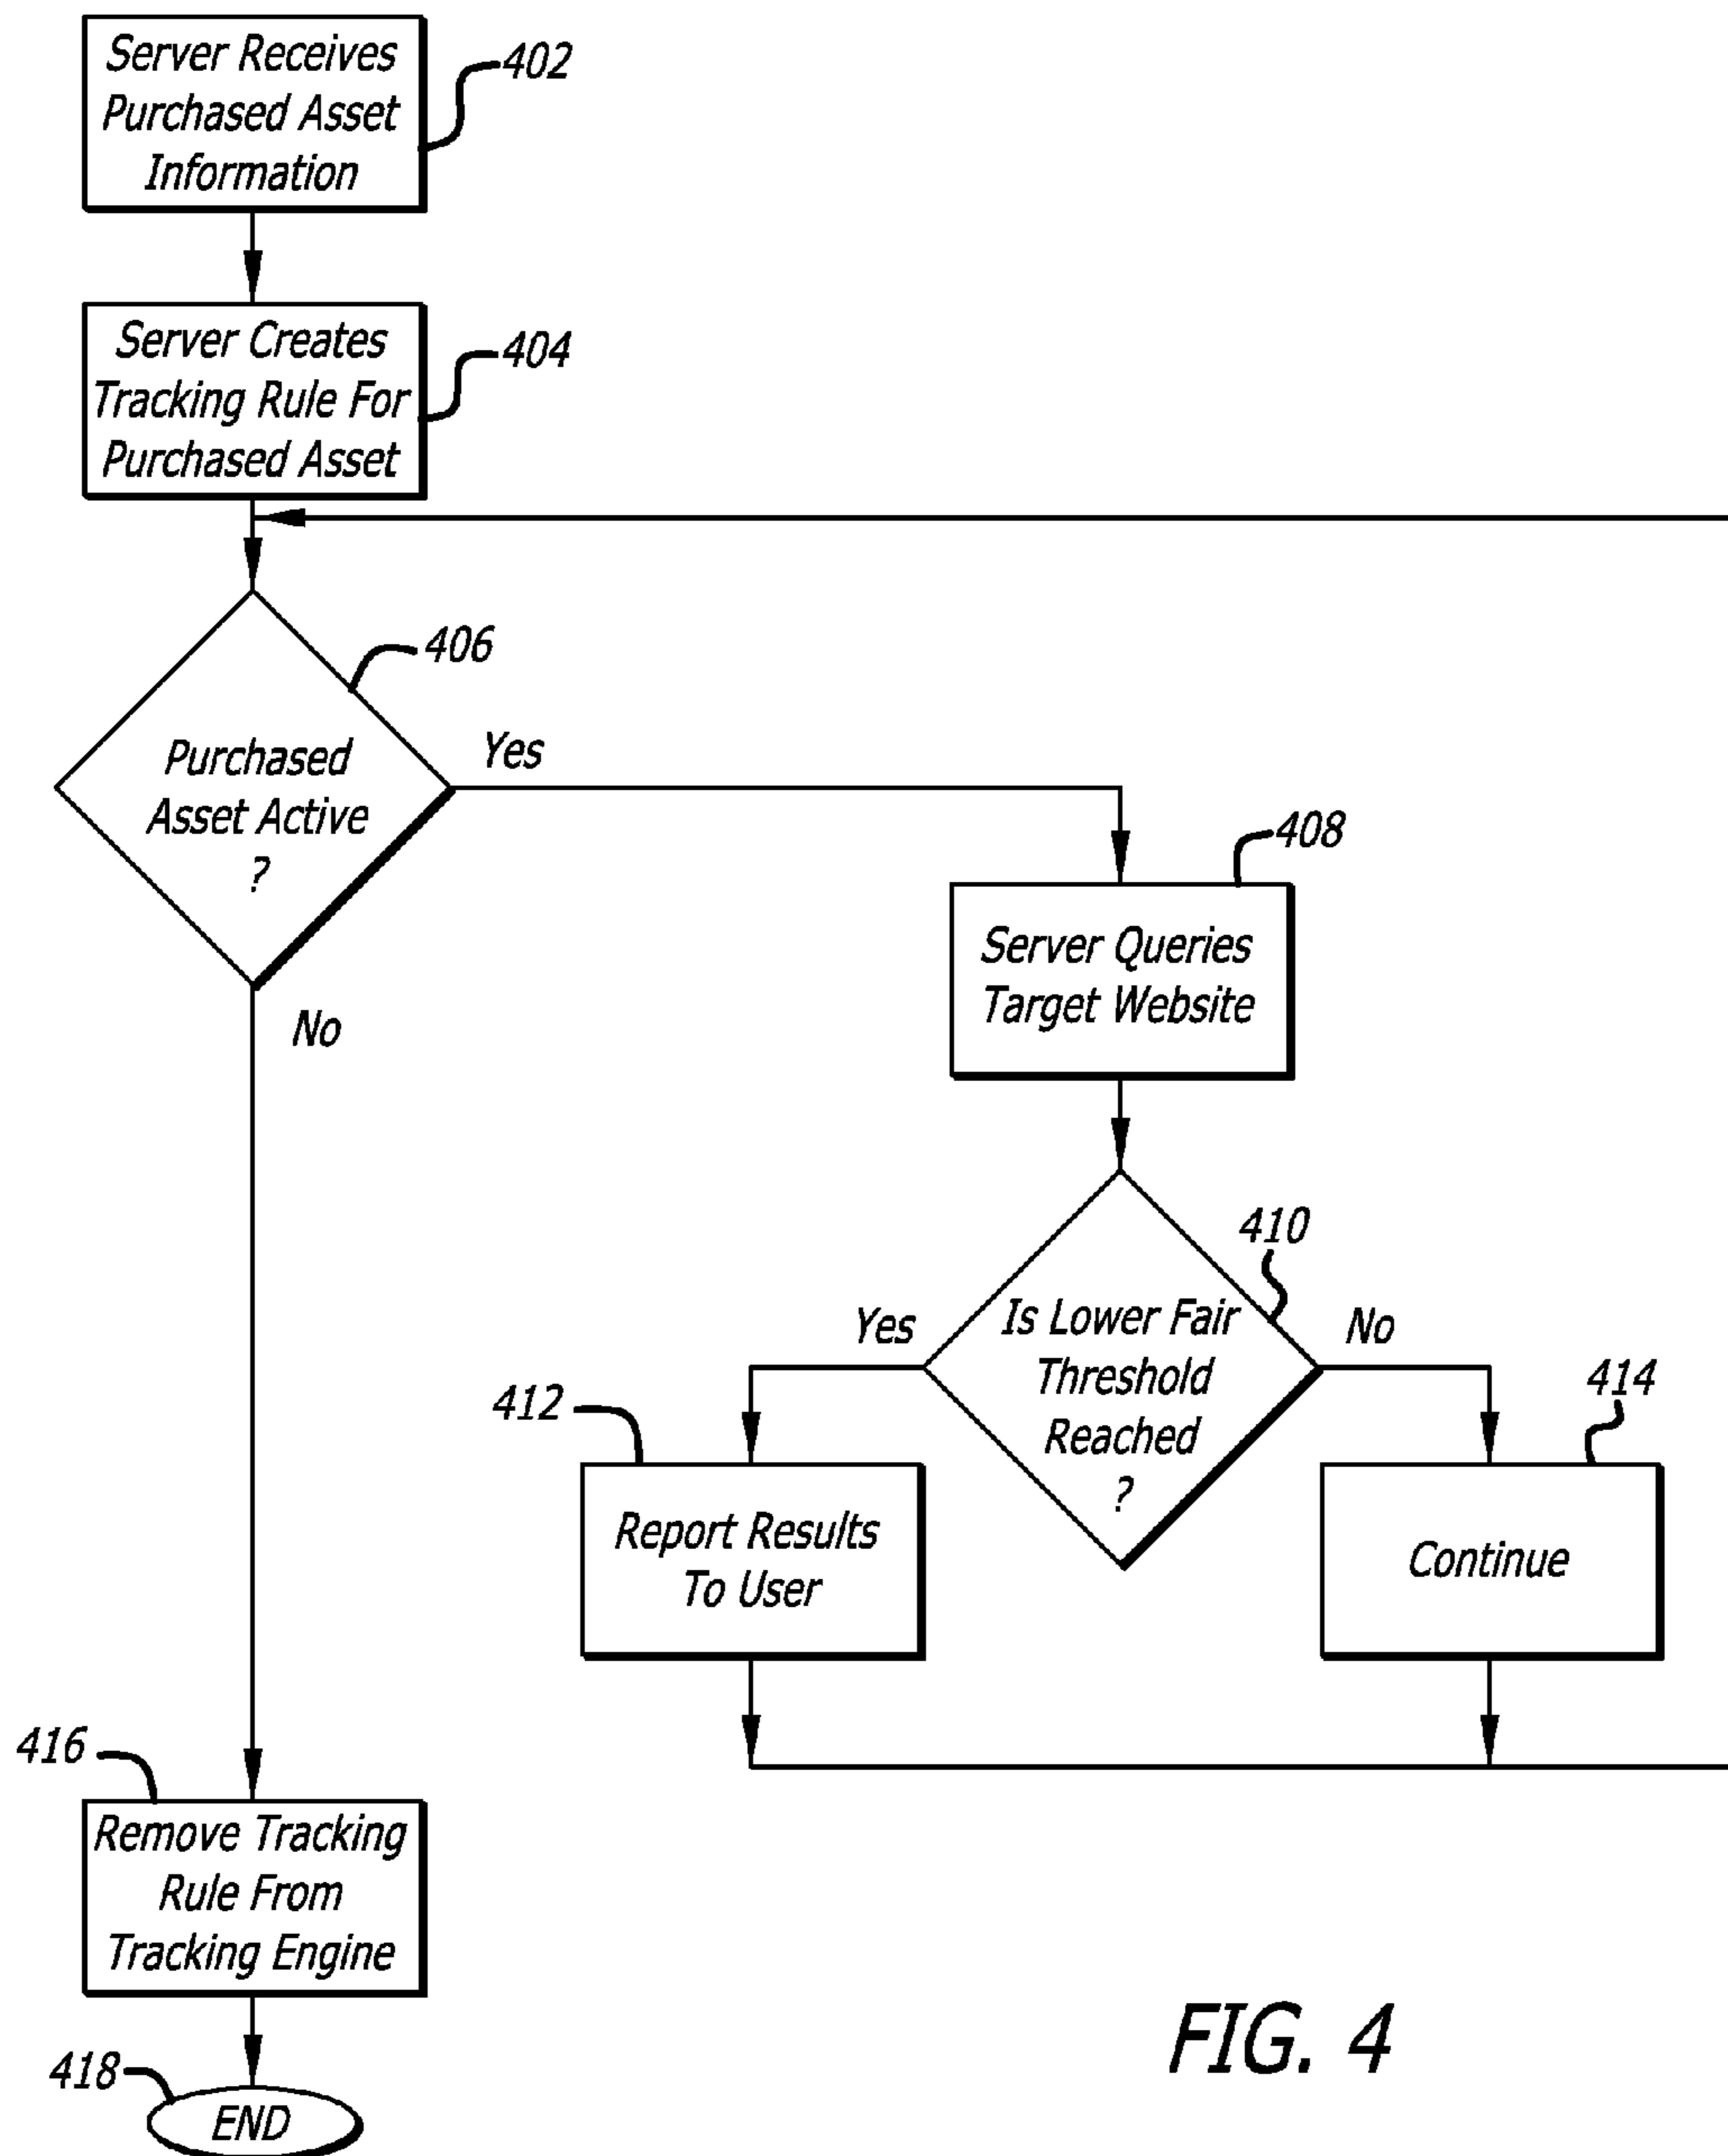 Server Receives
Purchased Asset
Information
402
Server Creates
Tracking Rule For
Purchased Asset
404
406
Purchased
Asset Active
?
Yes
No
408
Server Queries
Target Website
410
Is Lower Fair
Threshold
Reached
?
Yes
No
412
Report Results
To User
414
Continue
416
Remove Tracking
Rule From
Tracking Engine
418
END
FIG. 4